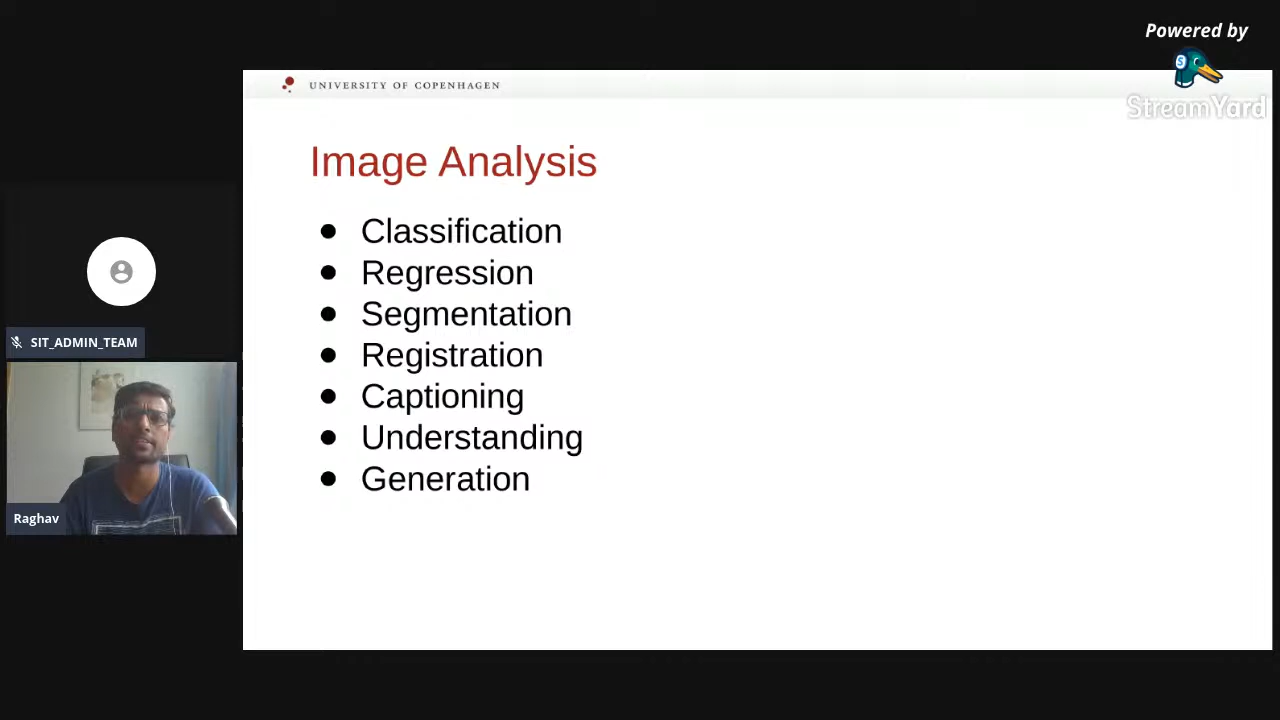 Powered by
StreamYard
UNIVERSITY OF COPENHAGEN
Image Analysis
● Classification
● Regression
● Segmentation
● Registration
● Captioning
● Understanding
● Generation
SIT_ADMIN_TEAM
Raghav